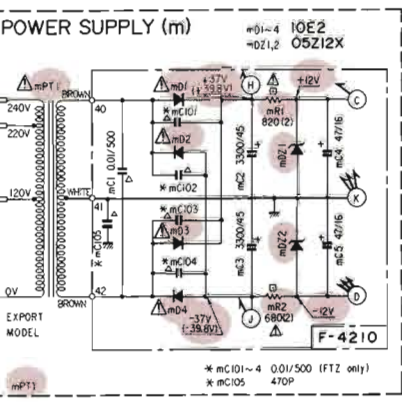 POWER SUPPLY (m)
mD1~4 10E2
mDZ1,2 05Z12X
mPT1
BROWN
40
mD1
+37V
(+39.8V)
H
+12V
C
240V
220V
* mC101
mR1
820(2)
mD2
mC1 0.01/500
mC2 3300/45
mDZ1
mC4 47/16
120V
WHITE
* mC102
K
41
* mC105
* mC103
mD3
mC3 3300/45
mDZ2
mC5 47/16
* mC104
0V
BROWN
42
mD4
mR2
680(2)
D
-37V
(-39.8V)
J
-12V
EXPORT
MODEL
F-4210
* mC101~4 0.01/500 (FTZ only)
* mC105 470P
mPT1